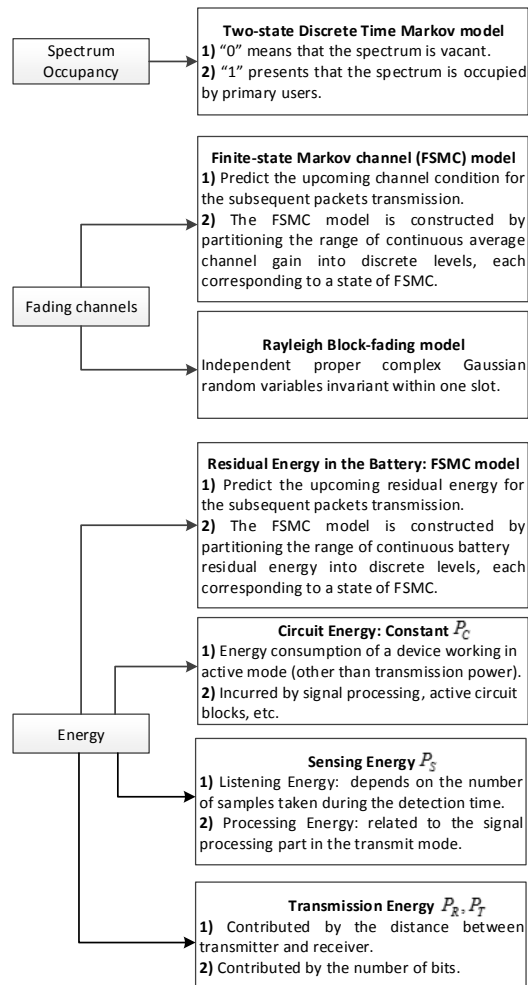 Spectrum
Occupancy
Two-state Discrete Time Markov model
1) “0” means that the spectrum is vacant.
2) “1” presents that the spectrum is occupied
by primary users.
Fading channels
Finite-state Markov channel (FSMC) model
1) Predict the upcoming channel condition for
the subsequent packets transmission.
2) The FSMC model is constructed by
partitioning the range of continuous average
channel gain into discrete levels, each
corresponding to a state of FSMC.
Rayleigh Block-fading model
Independent proper complex Gaussian
random variables invariant within one slot.
Energy
Residual Energy in the Battery: FSMC model
1) Predict the upcoming residual energy for
the subsequent packets transmission.
2) The FSMC model is constructed by
partitioning the range of continuous battery
residual energy into discrete levels, each
corresponding to a state of FSMC.
Circuit Energy: Constant P_C
1) Energy consumption of a device working in
active mode (other than transmission power).
2) Incurred by signal processing, active circuit
blocks, etc.
Sensing Energy P_S
1) Listening Energy: depends on the number
of samples taken during the detection time.
2) Processing Energy: related to the signal
processing part in the transmit mode.
Transmission Energy P_R, P_T
1) Contributed by the distance between
transmitter and receiver.
2) Contributed by the number of bits.